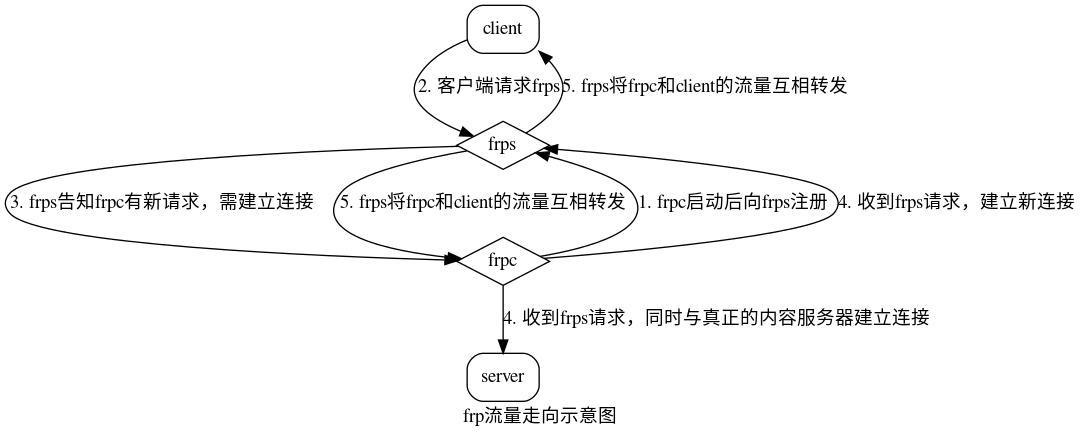 client
2. 客户端请求frps
5. frps将frpc和client的流量互相转发
frps
3. frps告知frpc有新请求，需建立连接
5. frps将frpc和client的流量互相转发
1. frpc启动后向frps注册
4. 收到frps请求，建立新连接
frpc
4. 收到frps请求，同时与真正的内容服务器建立连接
server
frp流量走向示意图